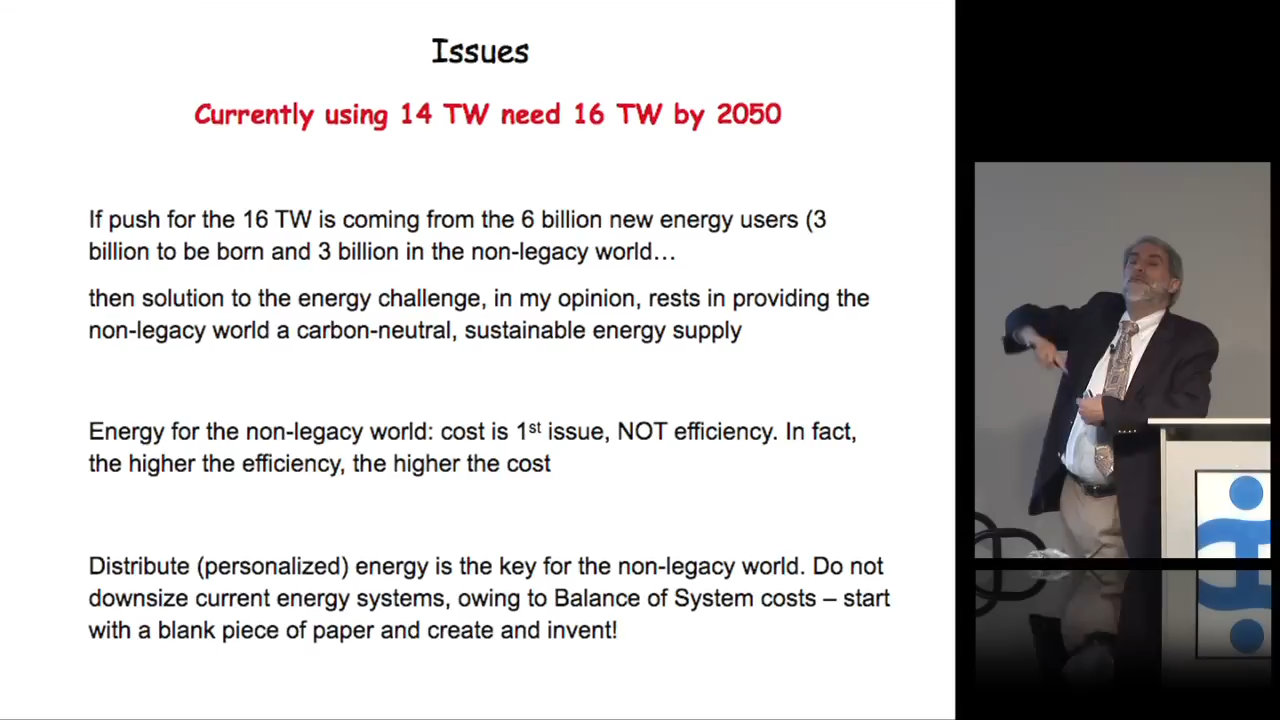 Issues
Currently using 14 TW need 16 TW by 2050
If push for the 16 TW is coming from the 6 billion new energy users (3
billion to be born and 3 billion in the non-legacy world…
then solution to the energy challenge, in my opinion, rests in providing the
non-legacy world a carbon-neutral, sustainable energy supply
Energy for the non-legacy world: cost is 1st issue, NOT efficiency. In fact,
the higher the efficiency, the higher the cost
Distribute (personalized) energy is the key for the non-legacy world. Do not
downsize current energy systems, owing to Balance of System costs – start
with a blank piece of paper and create and invent!